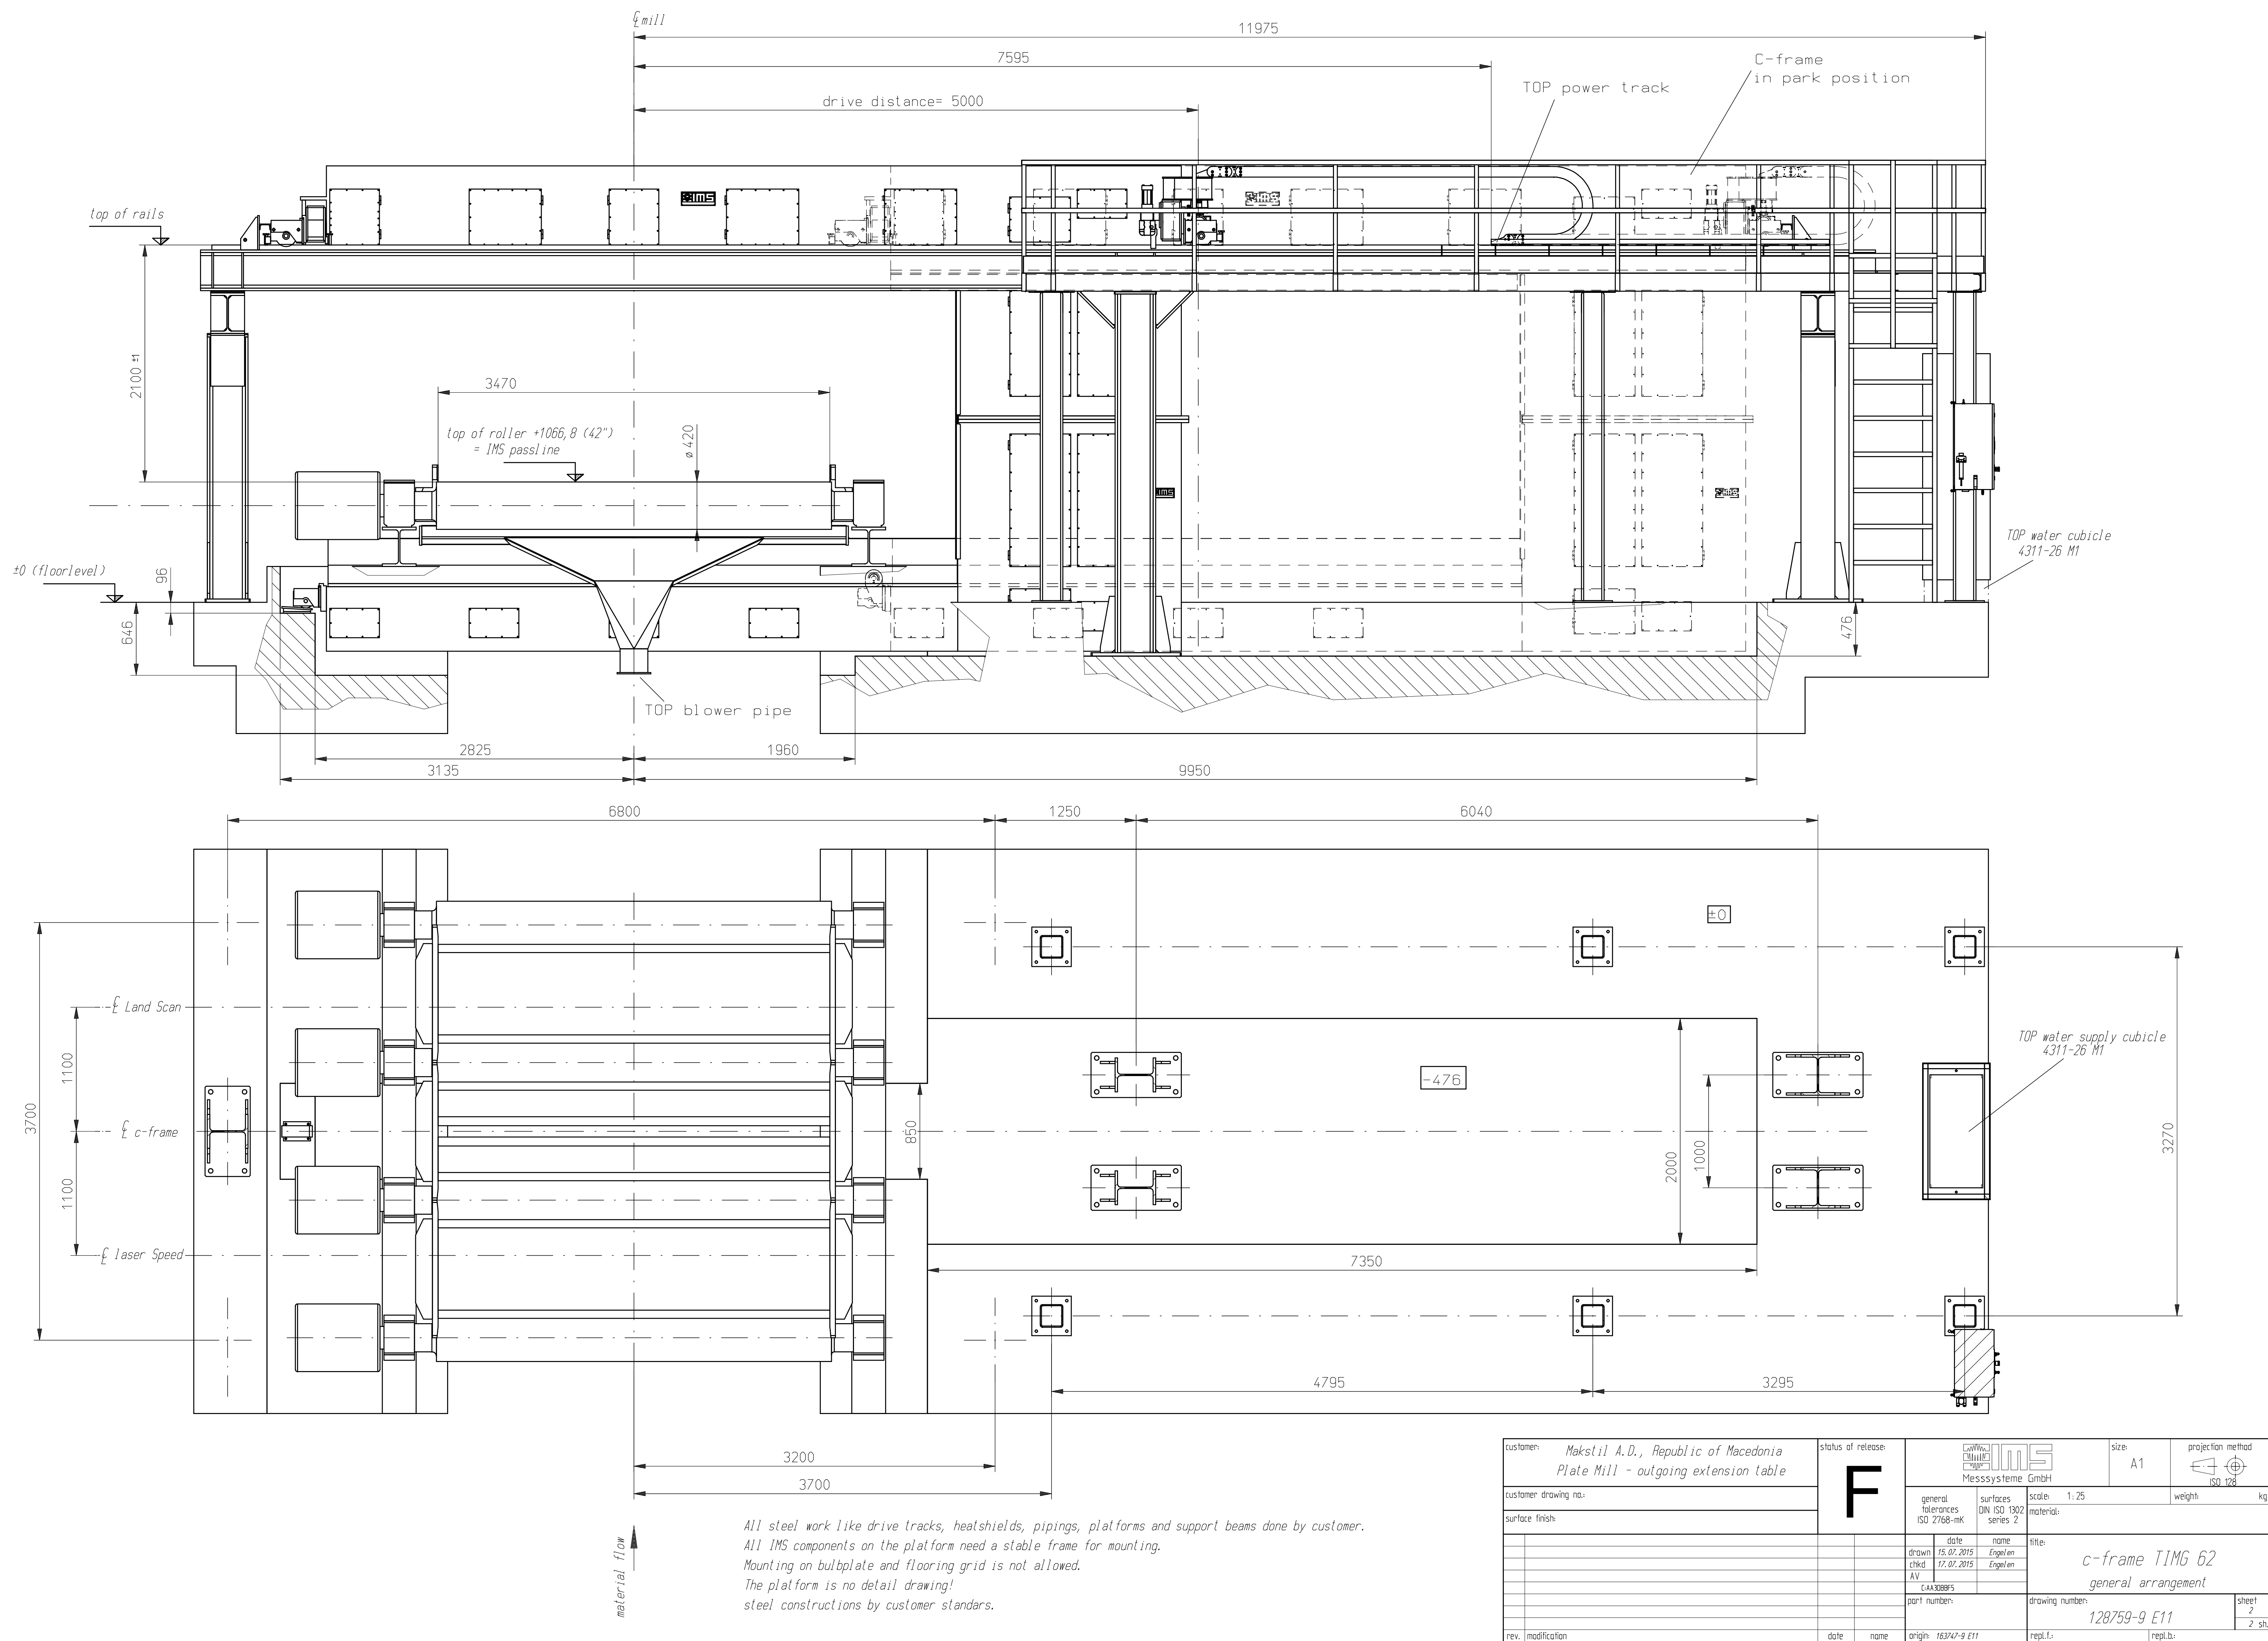 ℄ mill
11975
7595
drive distance= 5000
C-frame
in park position
TOP power track
top of rails
IMS
IMS
2100 ±1
3470
top of roller +1066,8 (42")
= IMS passline
ø 420
IMS
IMS
±0 (floorlevel)
96
646
476
TOP water cubicle
4311-26 M1
TOP blower pipe
2825
1960
3135
9950
6800
1250
6040
±0
℄ Land Scan
1100
3700
℄ c-frame
1100
℄ laser Speed
850
-476
2000
1000
3270
TOP water supply cubicle
4311-26 M1
7350
4795
3295
3200
3700
material flow
All steel work like drive tracks, heatshields, pipings, platforms and support beams done by customer.
All IMS components on the platform need a stable frame for mounting.
Mounting on bulbplate and flooring grid is not allowed.
The platform is no detail drawing!
steel constructions by customer standars.
customer:
Makstil A.D., Republic of Macedonia
Plate Mill - outgoing extension table
customer drawing no.:
surface finish:
status of release:
F
IMS
Messsysteme GmbH
size:
A1
projection method
ISO 128
general
tolerances
ISO 2768-mK
surfaces
DIN ISO 1302
series 2
scale: 1:25
weight: kg
material:
date name
drawn 15.07.2015 Engelen
chkd 17.07.2015 Engelen
AV
title:
c-frame TIMG 62
general arrangement
part number:
drawing number:
128759-9 E11
sheet
2
2 sh
rev. modification date name
origin: 163747-9 E11
repl.f.:
repl.b.: